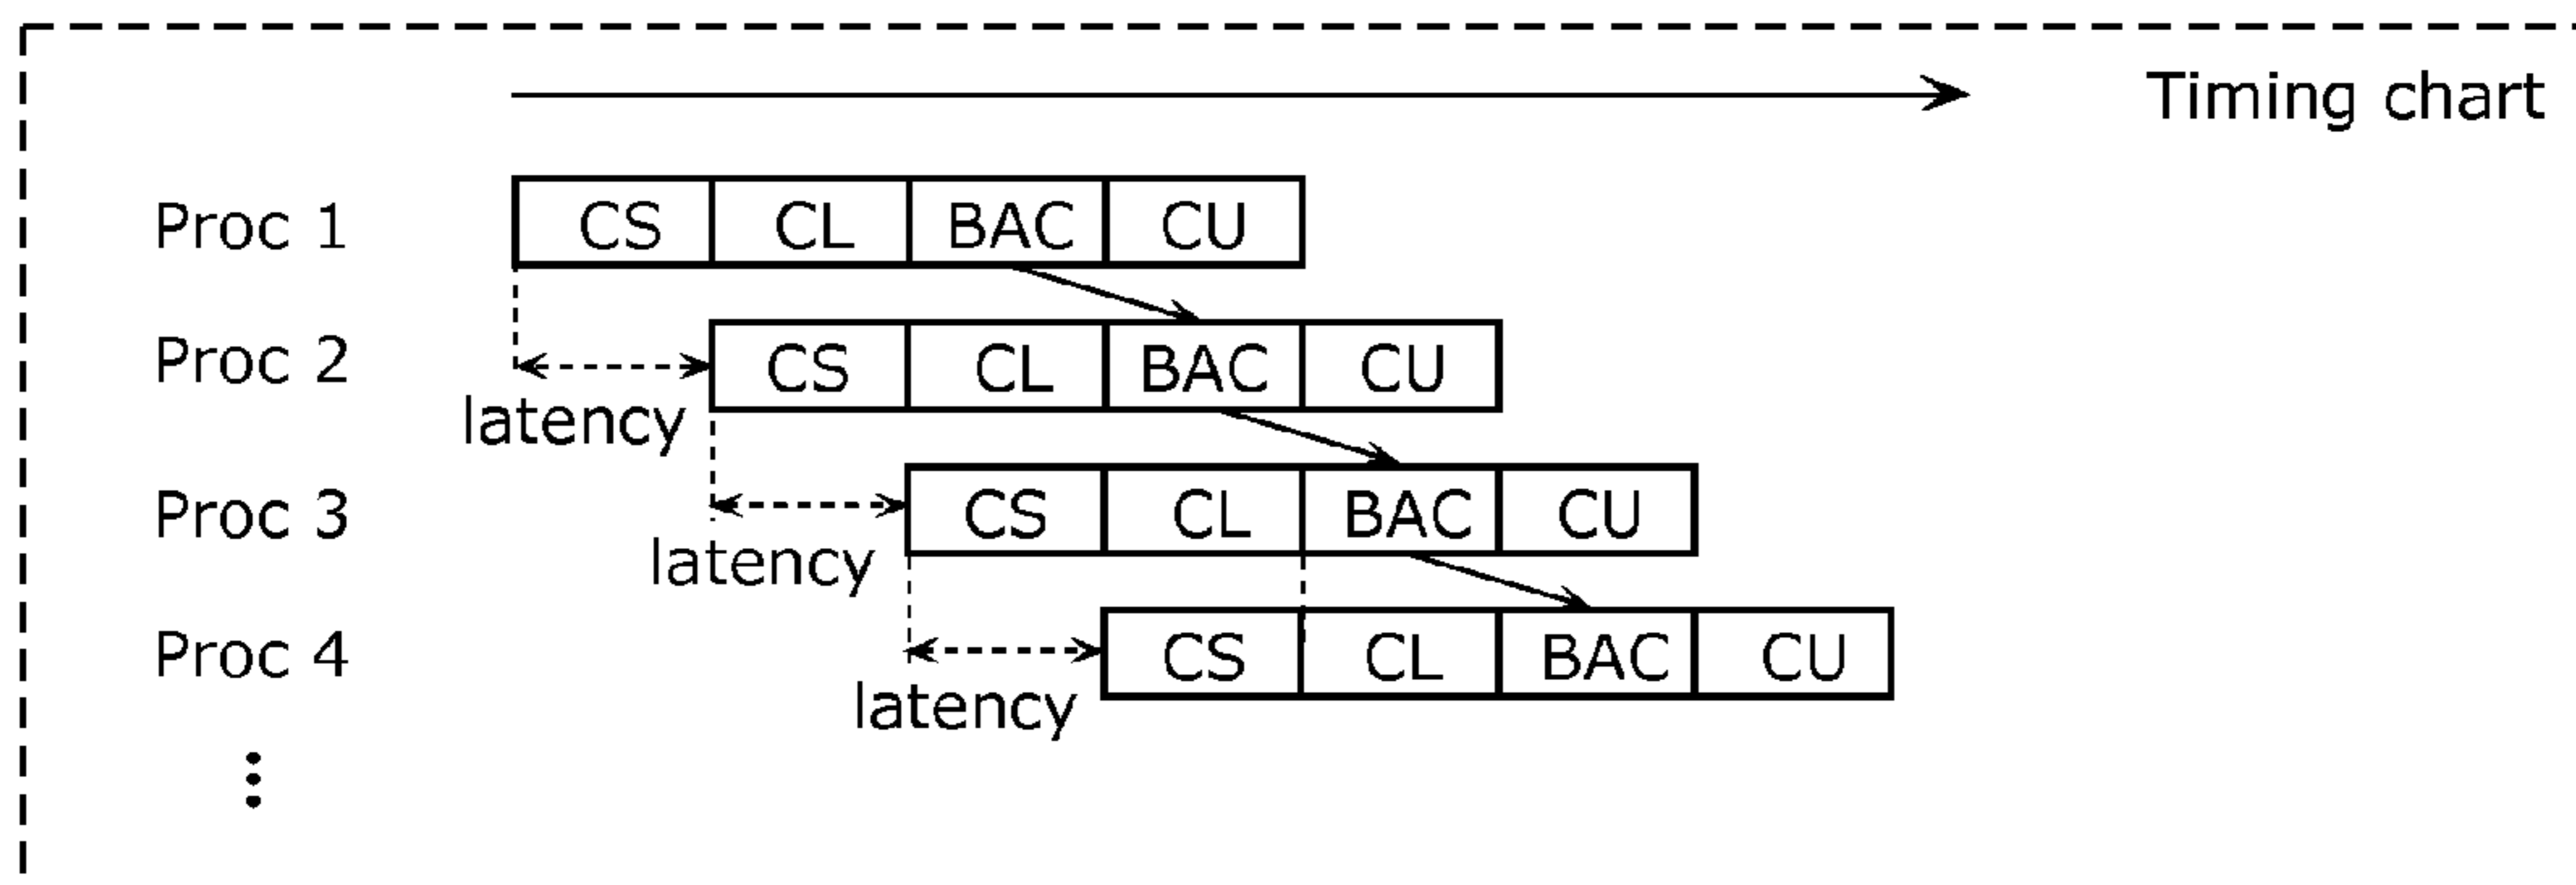 Timing chart
Proc 1 CS CL BAC CU
Proc 2 CS CL BAC CU
latency
Proc 3 CS CL BAC CU
latency
Proc 4 CS CL BAC CU
latency